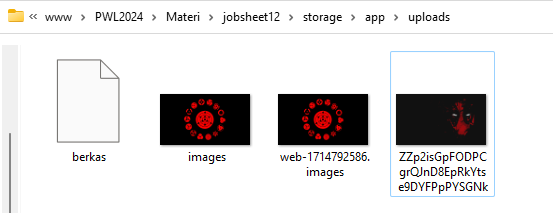 « www > PWL2024 > Materi > jobsheet12 > storage > app > uploads
berkas
images
web-1714792586.
images
ZZp2isGpFODPC
grQJnD8EpRkYts
e9DYFPpPYSGNk